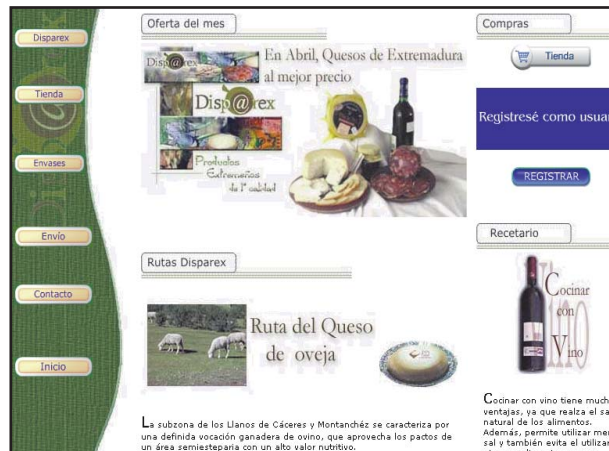 Disparex
Tienda
Envases
Envío
Contacto
Inicio
Oferta del mes
Disp@rex
En Abril, Quesos de Extremadura
al mejor precio
Disp@rex
Productos
Extremeños
de 1ª calidad
Rutas Disparex
Ruta del Queso
de oveja
La subzona de los Llanos de Cáceres y Montanchéz se caracteriza por
una definida vocación ganadera de ovino, que aprovecha los pactos de
un área semiesteparia con un alto valor nutritivo.
Compras
Tienda
Registresé como usuar
REGISTRAR
Recetario
Cocinar
con
Vino
Cocinar con vino tiene much
ventajas, ya que realza el sa
natural de los alimentos.
Además, permite utilizar mer
sal y también evita el utilizar